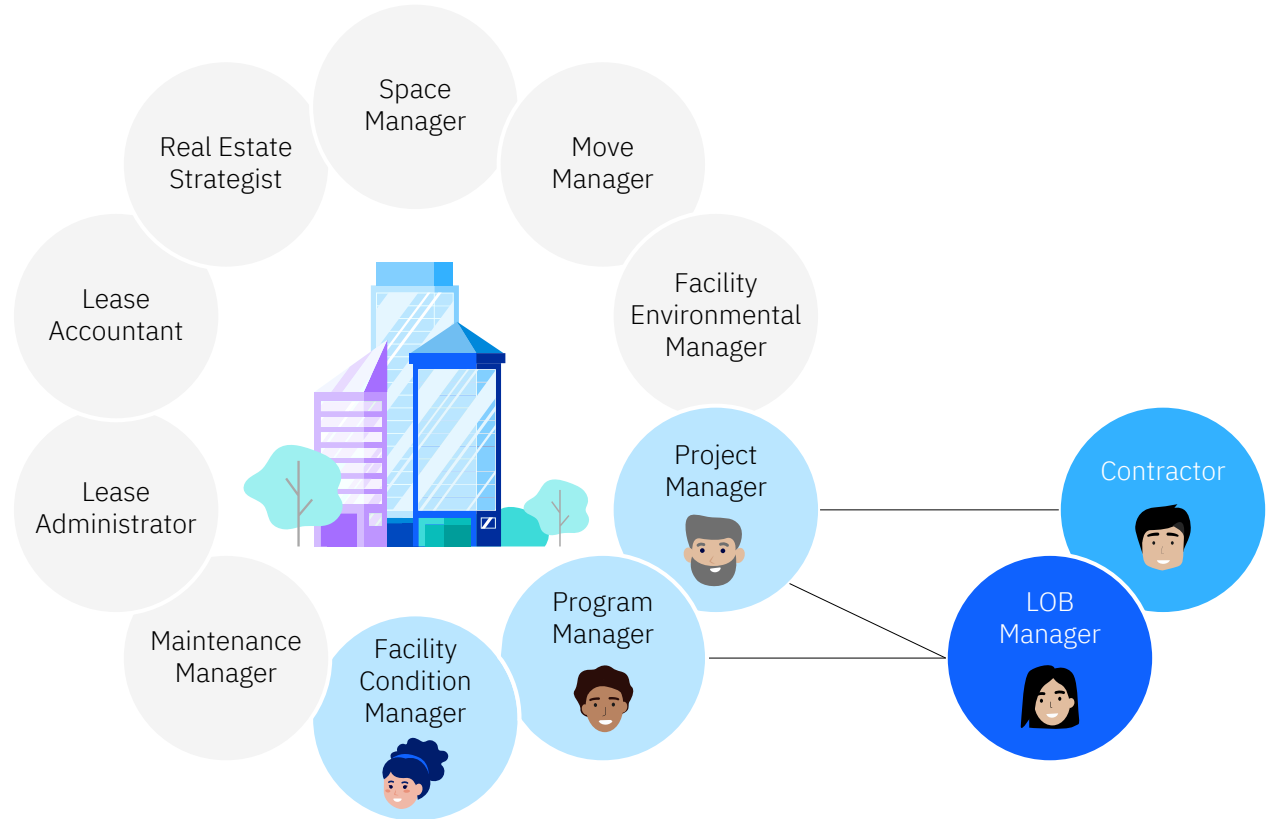 Space
Manager
Real Estate
Strategist
Move
Manager
Lease
Accountant
Facility
Environmental
Manager
Project
Manager
Contractor
Lease
Administrator
Program
Manager
LOB
Manager
Maintenance
Manager
Facility
Condition
Manager